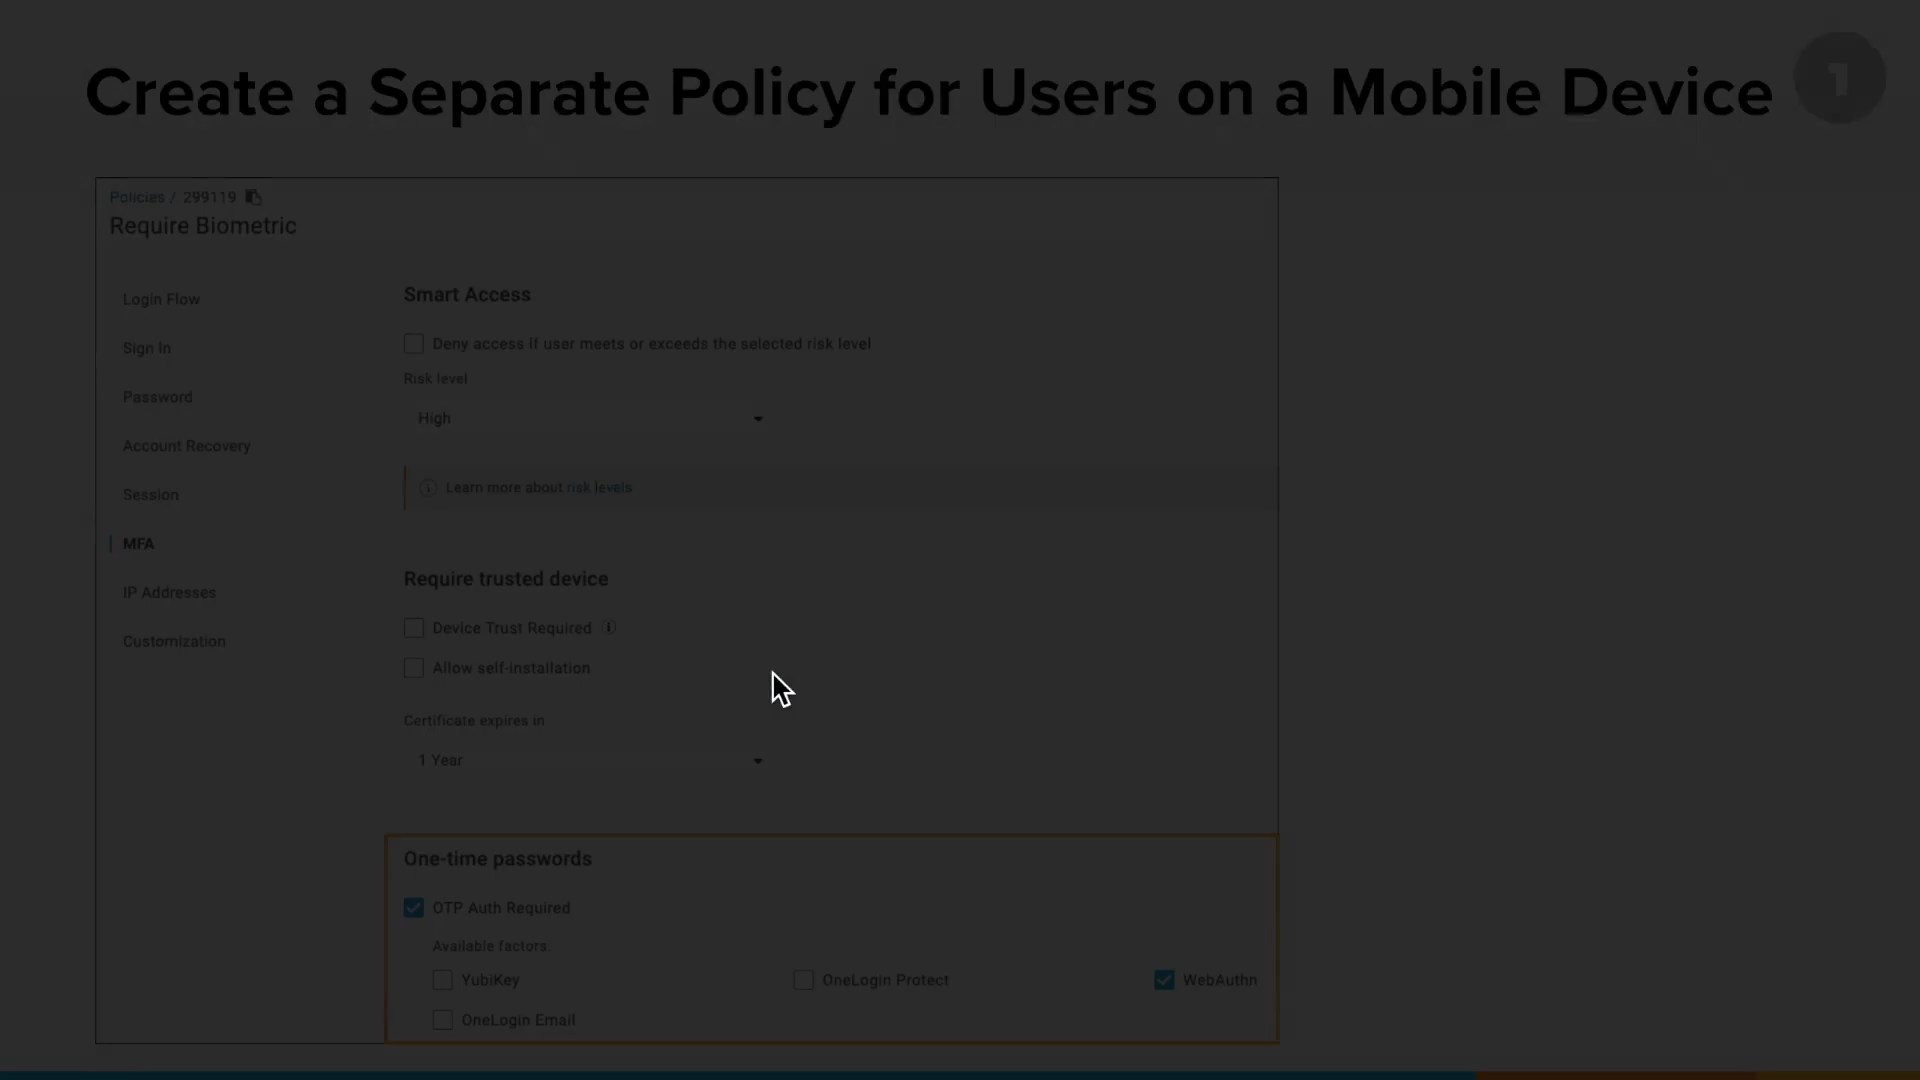 Create a Separate Policy for Users on a Mobile Device
1
Policies / 299119
Require Biometric
Login Flow
Sign In
Password
Account Recovery
Session
MFA
IP Addresses
Customization
Smart Access
Deny access if user meets or exceeds the selected risk level
Risk level
High
Learn more about risk levels
Require trusted device
Device Trust Required
Allow self-installation
Certificate expires in
1 Year
One-time passwords
OTP Auth Required
Available factors:
YubiKey OneLogin Protect WebAuthn
OneLogin Email